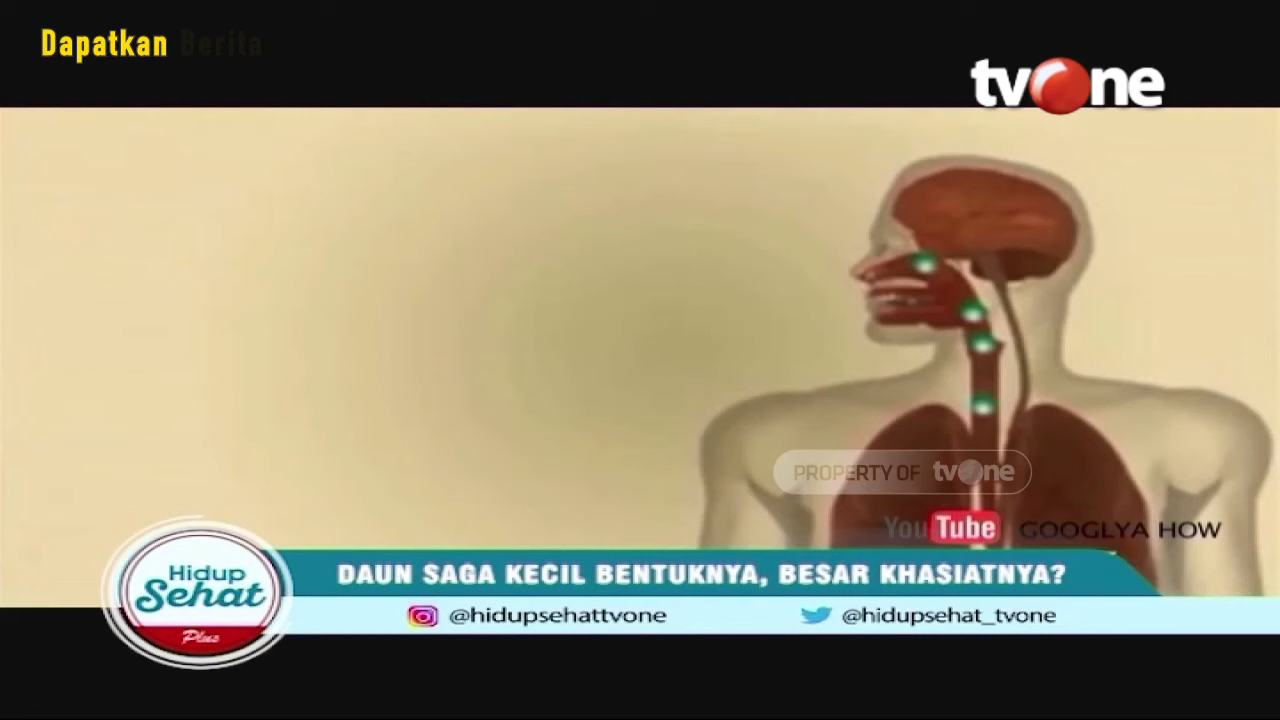 Dapatkan Berita
tvOne
PROPERTY OF tvOne
YouTube GOOGLYA HOW
Hidup
Sehat
Plus
DAUN SAGA KECIL BENTUKNYA, BESAR KHASIATNYA?
@hidupsehattvone @hidupsehat_tvone